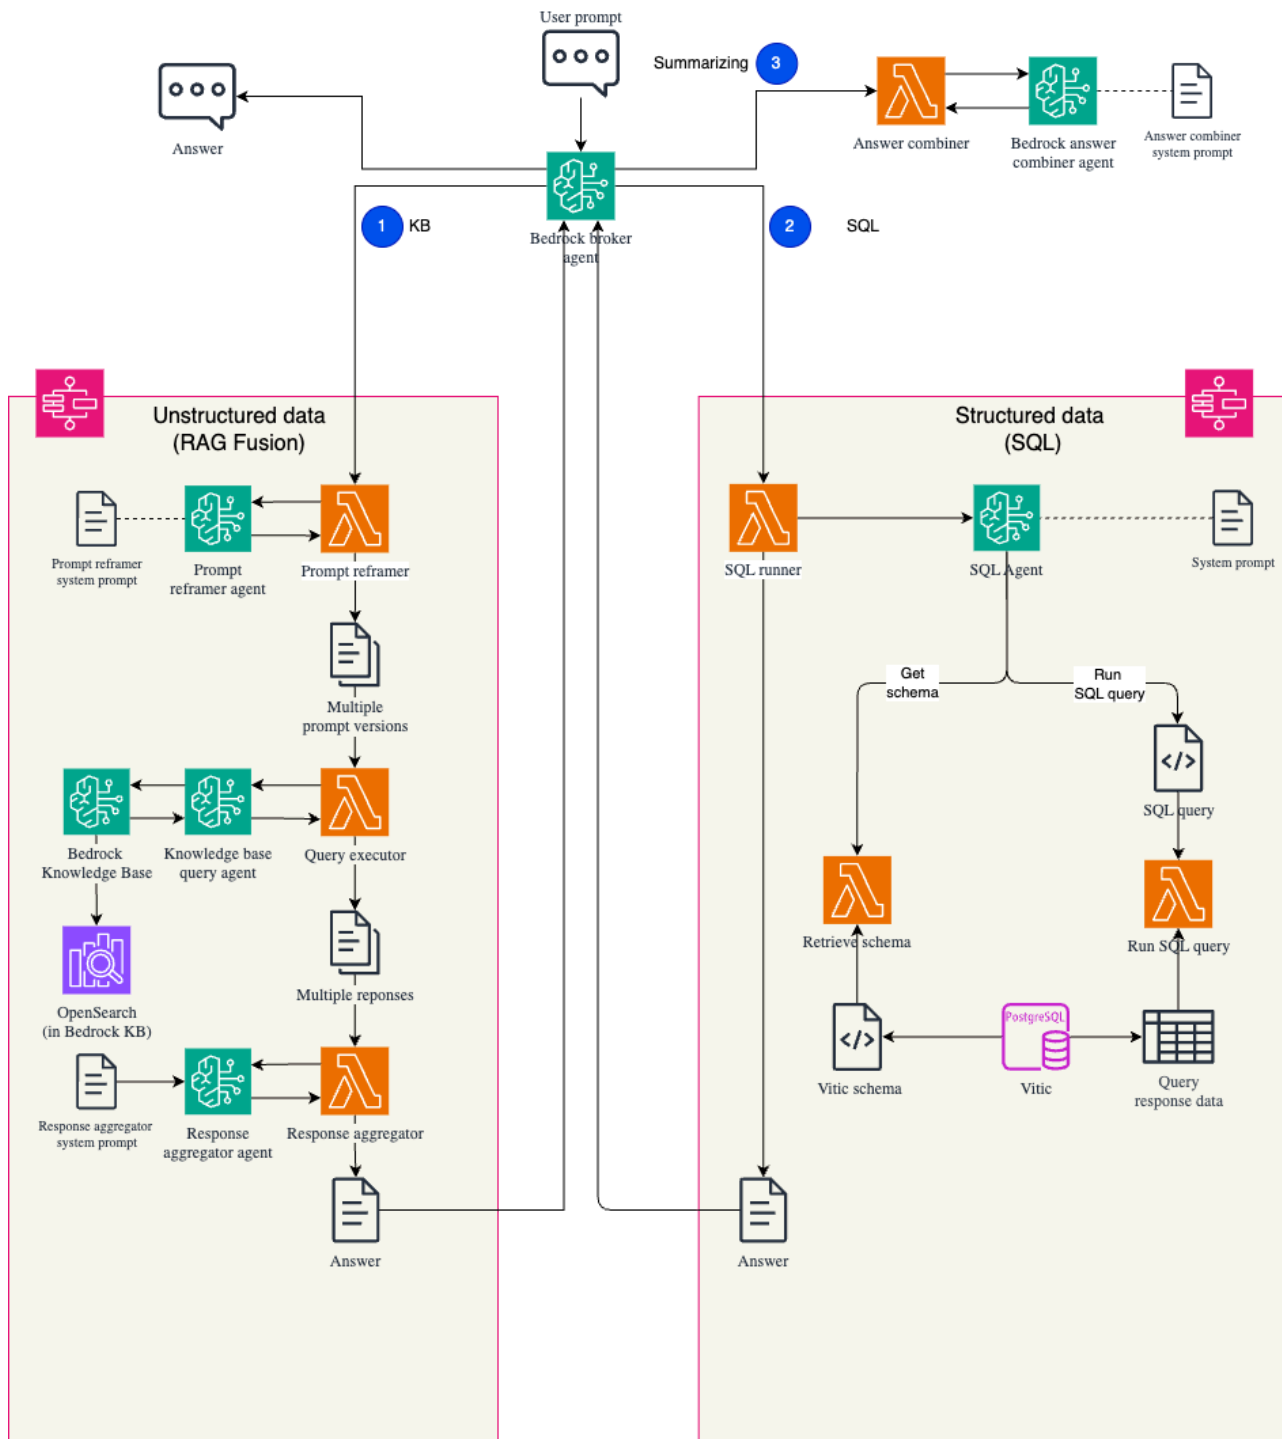 User prompt
Summarizing
3
Answer
Answer combiner
Bedrock answer
combiner agent
Answer combiner
system prompt
1
KB
Bedrock broker
agent
2
SQL
Unstructured data
(RAG Fusion)
Prompt reframer
system prompt
Prompt
reframer agent
Prompt reframer
Multiple
prompt versions
Bedrock
Knowledge Base
Knowledge base
query agent
Query executor
OpenSearch
(in Bedrock KB)
Multiple reponses
Response aggregator
system prompt
Response
aggregator agent
Response aggregator
Answer
Structured data
(SQL)
SQL runner
SQL Agent
System prompt
Get
schema
Run
SQL query
</>
SQL query
Retrieve schema
Run SQL query
</>
Vitic schema
PostgreSQL
Vitic
Query
response data
Answer